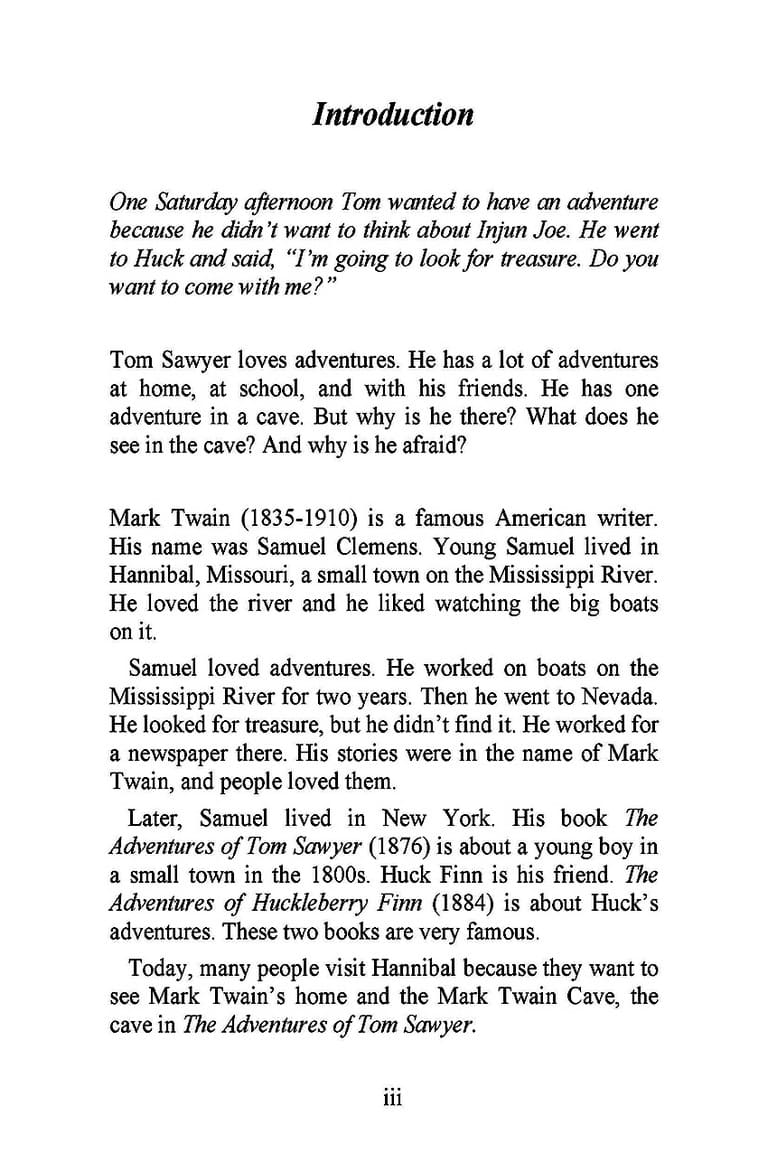 Introduction
One Saturday afternoon Tom wanted to have an adventure
because he didn’t want to think about Injun Joe. He went
to Huck and said, “I’m going to look for treasure. Do you
want to come with me?”
Tom Sawyer loves adventures. He has a lot of adventures
at home, at school, and with his friends. He has one
adventure in a cave. But why is he there? What does he
see in the cave? And why is he afraid?
Mark Twain (1835-1910) is a famous American writer.
His name was Samuel Clemens. Young Samuel lived in
Hannibal, Missouri, a small town on the Mississippi River.
He loved the river and he liked watching the big boats
on it.
Samuel loved adventures. He worked on boats on the
Mississippi River for two years. Then he went to Nevada.
He looked for treasure, but he didn’t find it. He worked for
a newspaper there. His stories were in the name of Mark
Twain, and people loved them.
Later, Samuel lived in New York. His book The
Adventures of Tom Sawyer (1876) is about a young boy in
a small town in the 1800s. Huck Finn is his friend. The
Adventures of Huckleberry Finn (1884) is about Huck’s
adventures. These two books are very famous.
Today, many people visit Hannibal because they want to
see Mark Twain’s home and the Mark Twain Cave, the
cave in The Adventures of Tom Sawyer.
iii